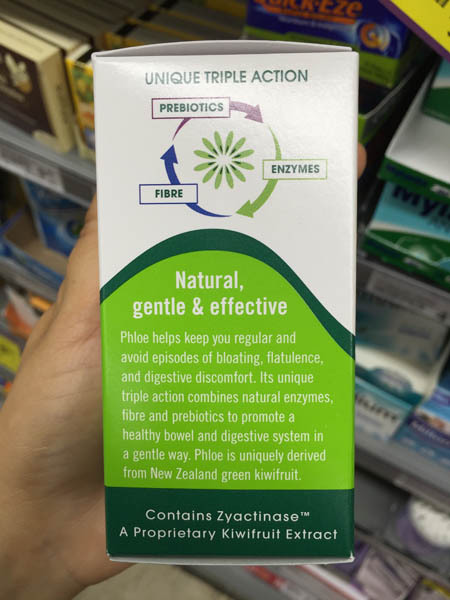 QUICK-EZE
UNIQUE TRIPLE ACTION
PREBIOTICS
ENZYMES
FIBRE
Natural,
gentle & effective
Phloe helps keep you regular and
avoid episodes of bloating, flatulence,
and digestive discomfort. Its unique
triple action combines natural enzymes,
fibre and prebiotics to promote a
healthy bowel and digestive system in
a gentle way. Phloe is uniquely derived
from New Zealand green kiwifruit.
Contains Zyactinase™
A Proprietary Kiwifruit Extract